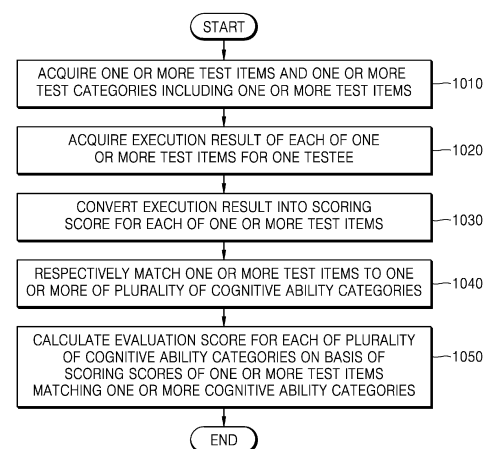 START
ACQUIRE ONE OR MORE TEST ITEMS AND ONE OR MORE
TEST CATEGORIES INCLUDING ONE OR MORE TEST ITEMS
1010
ACQUIRE EXECUTION RESULT OF EACH OF ONE
OR MORE TEST ITEMS FOR ONE TESTEE
1020
CONVERT EXECUTION RESULT INTO SCORING
SCORE FOR EACH OF ONE OR MORE TEST ITEMS
1030
RESPECTIVELY MATCH ONE OR MORE TEST ITEMS TO ONE
OR MORE OF PLURALITY OF COGNITIVE ABILITY CATEGORIES
1040
CALCULATE EVALUATION SCORE FOR EACH OF PLURALITY
OF COGNITIVE ABILITY CATEGORIES ON BASIS OF
SCORING SCORES OF ONE OR MORE TEST ITEMS
MATCHING ONE OR MORE COGNITIVE ABILITY CATEGORIES
1050
END